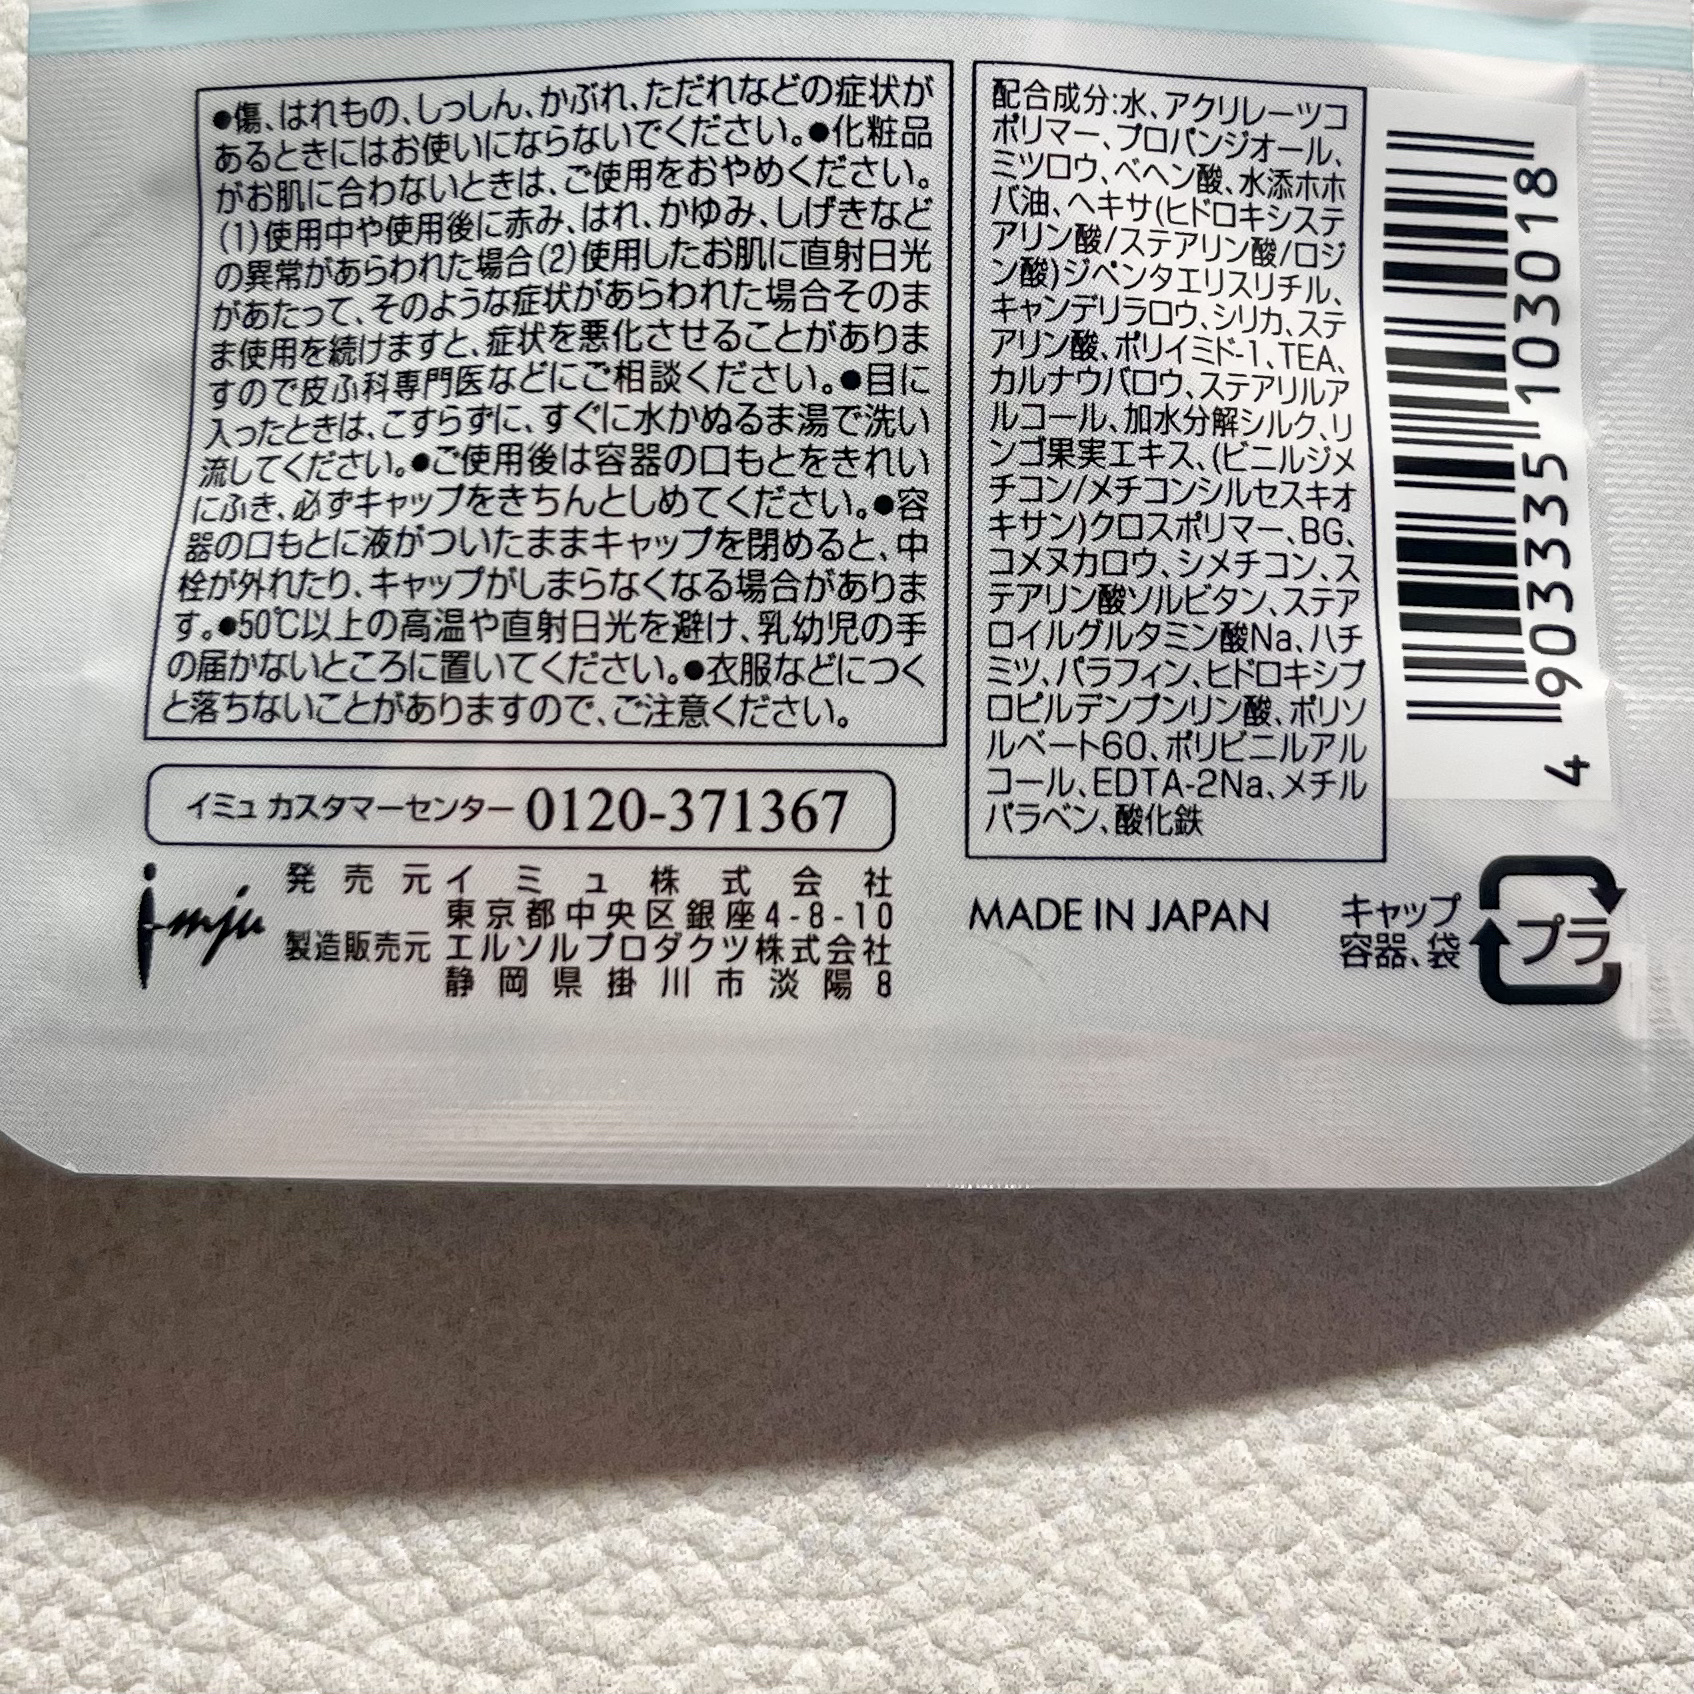 ●傷、はれもの、しっしん、かぶれ、ただれなどの症状が
あるときにはお使いにならないでください。●化粧品
がお肌に合わないときは、ご使用をおやめください。
(1)使用中や使用後に赤み、はれ、かゆみ、しげきなど
の異常があらわれた場合(2)使用したお肌に直射日光
があたって、そのような症状があらわれた場合そのま
ま使用を続けますと、症状を悪化させることがありま
すので皮ふ科専門医などにご相談ください。●目に
入ったときは、こすらずに、すぐに水かぬるま湯で洗い
流してください。●ご使用後は容器の口もとをきれい
にふき、必ずキャップをきちんとしめてください。●容
器の口もとに液がついたままキャップを閉めると、中
栓が外れたり、キャップがしまらなくなる場合がありま
す。●50℃以上の高温や直射日光を避け、乳幼児の手
の届かないところに置いてください。●衣服などにつく
と落ちないことがありますので、ご注意ください。
イミュ カスタマーセンター 0120-371367
imju
発売元 イミュ株式会社
東京都中央区銀座4-8-10
製造販売元 エルソルプロダクツ株式会社
静岡県掛川市淡陽8
配合成分:水、アクリレーツコ
ポリマー、プロパンジオール、
ミツロウ、ベヘン酸、水添ホホ
バ油、ヘキサ(ヒドロキシステ
アリン酸/ステアリン酸/ロジ
ン酸)ジペンタエリスリチル、
キャンデリラロウ、シリカ、ステ
アリン酸、ポリイミド-1、TEA、
カルナウバロウ、ステアリルア
ルコール、加水分解シルク、リ
ンゴ果実エキス、(ビニルジメ
チコン/メチコンシルセスキオ
キサン)クロスポリマー、BG、
コメヌカロウ、シメチコン、ス
テアリン酸ソルビタン、ステア
ロイルグルタミン酸Na、ハチ
ミツ、パラフィン、ヒドロキシプ
ロピルデンプンリン酸、ポリソ
ルベート60、ポリビニルアル
コール、EDTA-2Na、メチル
パラベン、酸化鉄
MADE IN JAPAN
キャップ
容器、袋
プラ
4 903335 103018